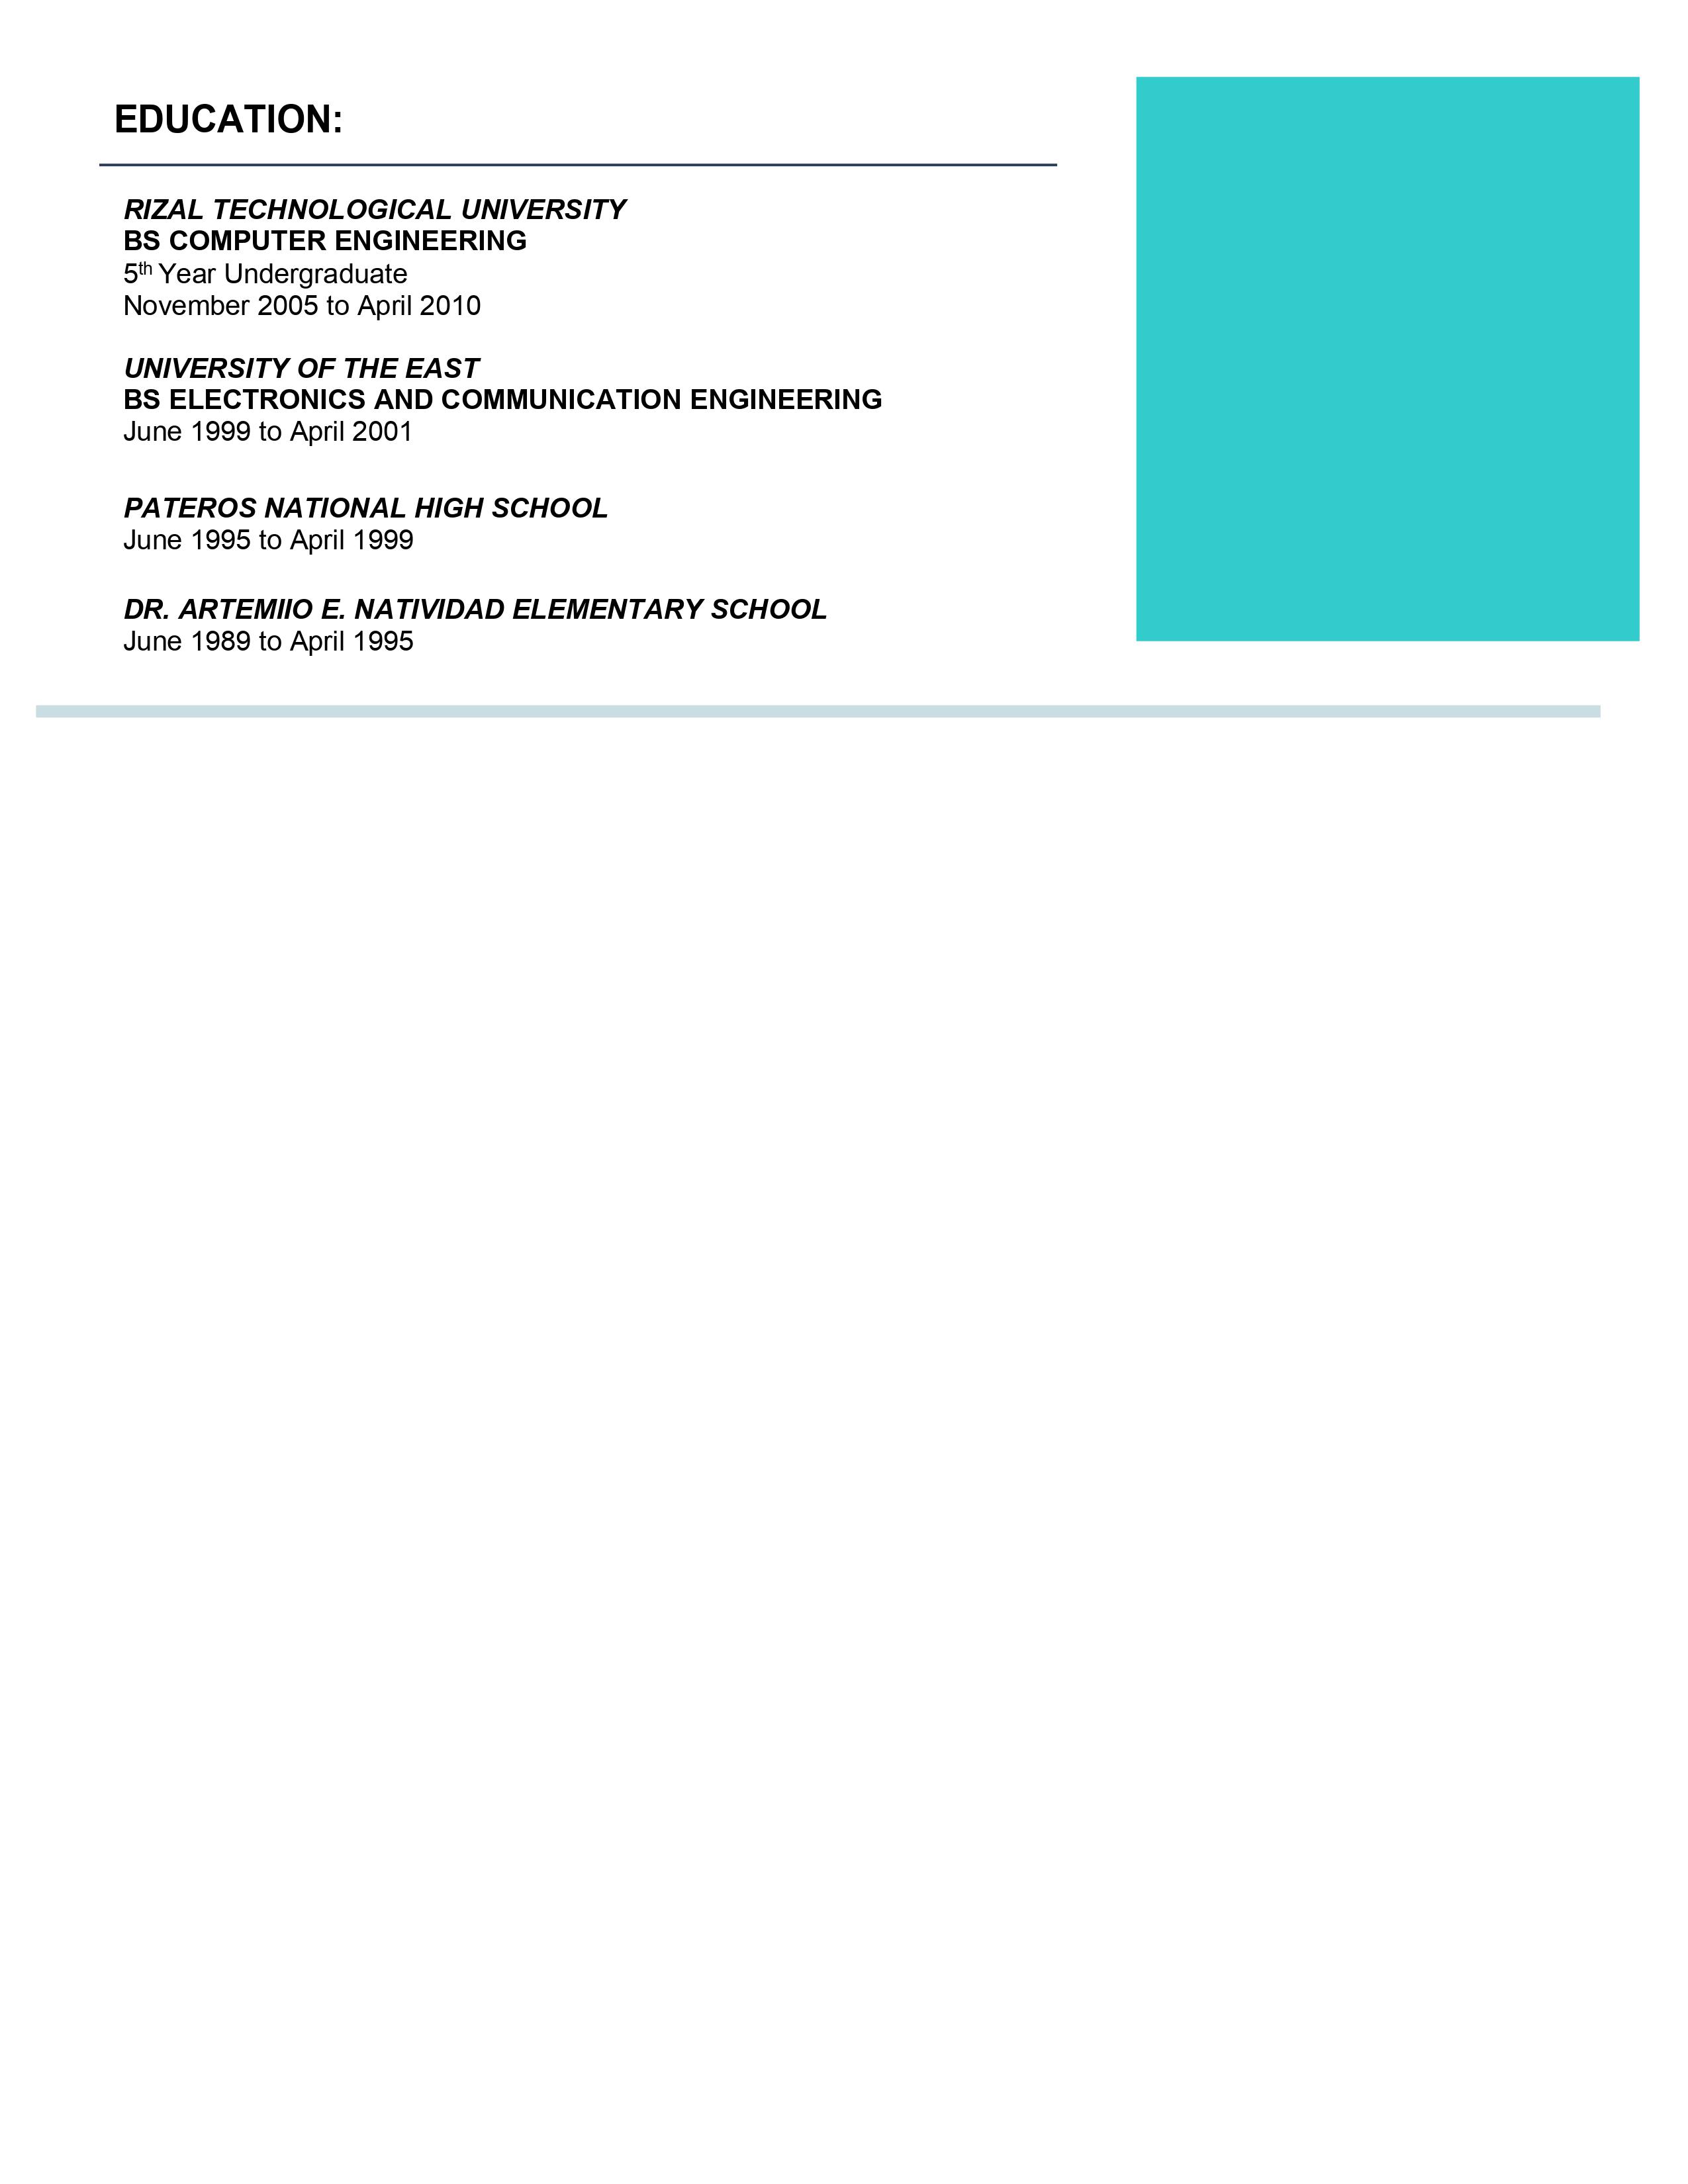 EDUCATION:
RIZAL TECHNOLOGICAL UNIVERSITY
BS COMPUTER ENGINEERING
5th Year Undergraduate
November 2005 to April 2010
UNIVERSITY OF THE EAST
BS ELECTRONICS AND COMMUNICATION ENGINEERING
June 1999 to April 2001
PATEROS NATIONAL HIGH SCHOOL
June 1995 to April 1999
DR. ARTEMIIO E. NATIVIDAD ELEMENTARY SCHOOL
June 1989 to April 1995